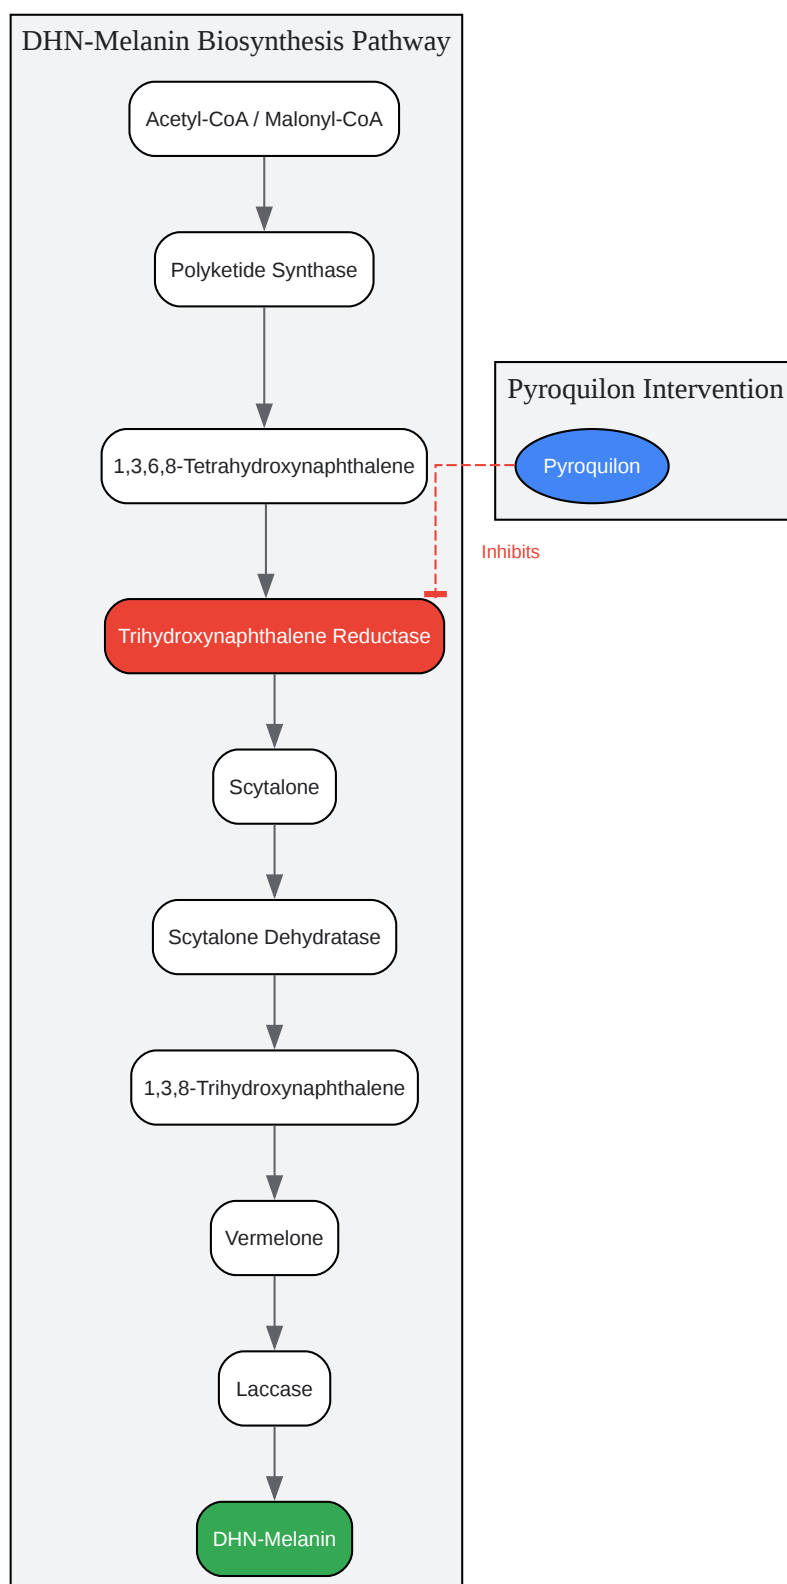 DHN-Melanin Biosynthesis Pathway
Acetyl-CoA / Malonyl-CoA
Polyketide Synthase
Pyroquilon Intervention
1,3,6,8-Tetrahydroxynaphthalene
Pyroquilon
Inhibits
Trihydroxynaphthalene Reductase
Scytalone
Scytalone Dehydratase
1,3,8-Trihydroxynaphthalene
Vermelone
Laccase
DHN-Melanin